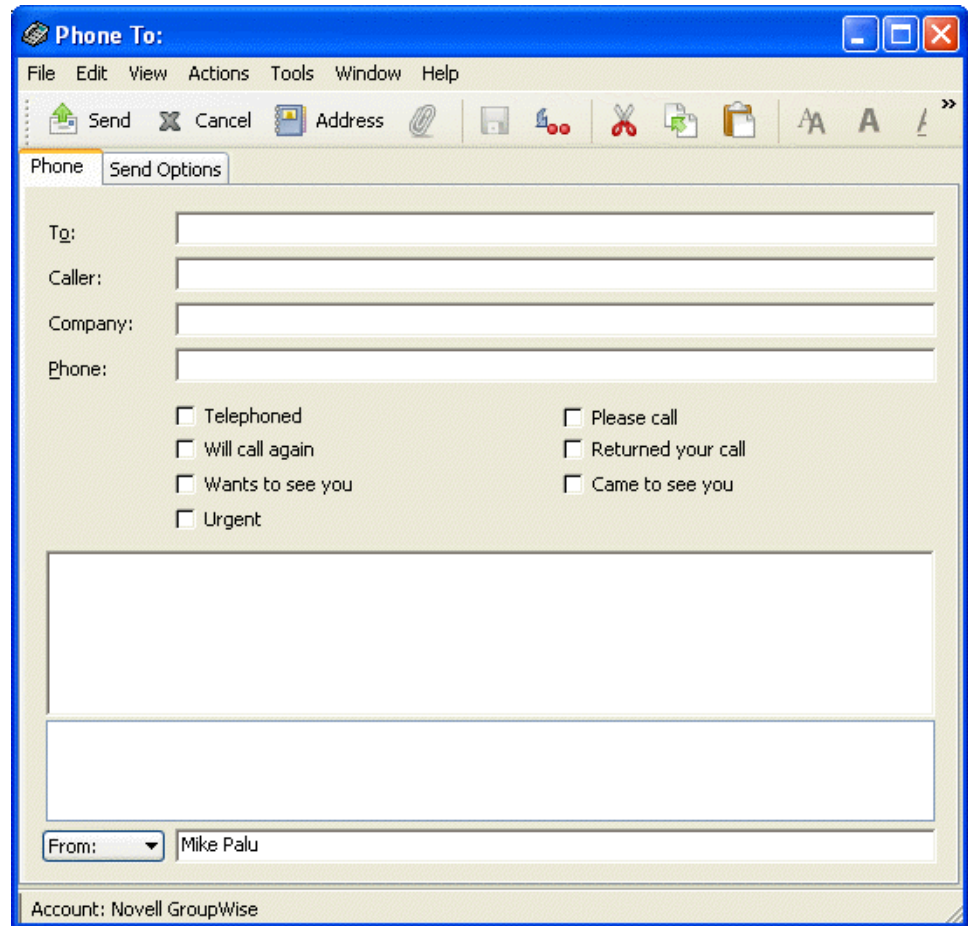 Phone To:
File Edit View Actions Tools Window Help
Send Cancel Address A A A
Phone Send Options
To:
Caller:
Company:
Phone:
Telephoned Please call
Will call again Returned your call
Wants to see you Came to see you
Urgent
From: Mike Palu
Account: Novell GroupWise